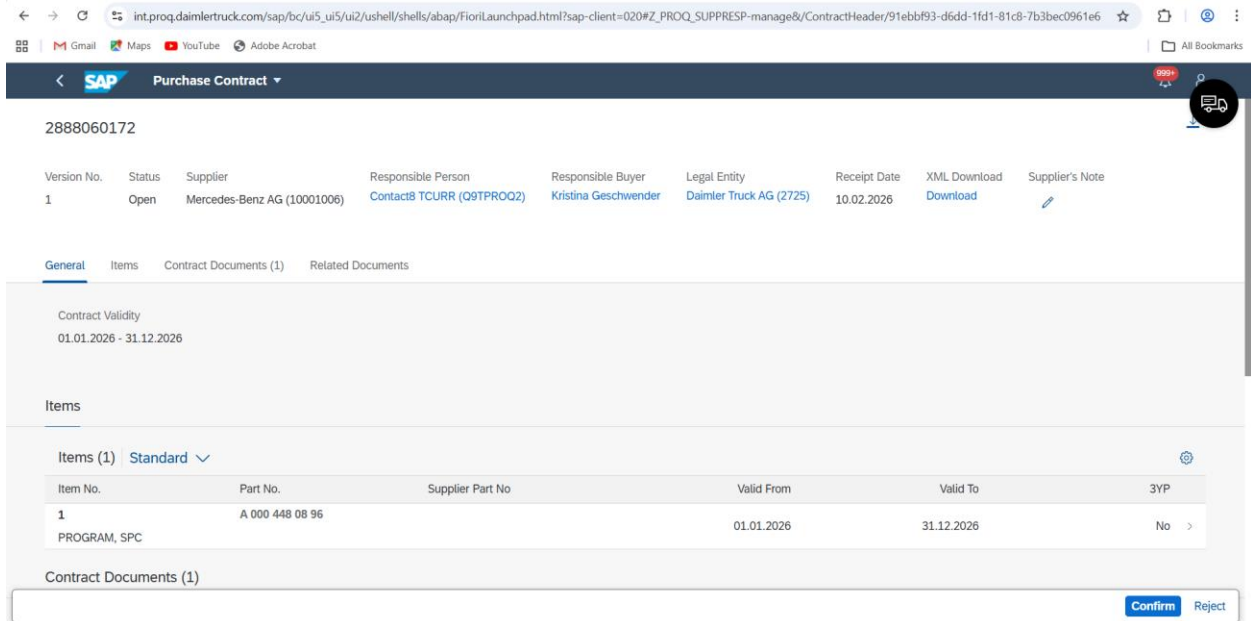 int.proq.daimlertruck.com/sap/bc/ui5_ui5/ui2/ushell/shells/abap/FioriLaunchpad.html?sap-client=020#Z_PROQ_SUPPRESP-manage&/ContractHeader/91ebbf93-d6dd-1fd1-81c8-7b3bec0961e6
Gmail Maps YouTube Adobe Acrobat All Bookmarks
SAP Purchase Contract 999+
2888060172
Version No. Status Supplier Responsible Person Responsible Buyer Legal Entity Receipt Date XML Download Supplier's Note
1 Open Mercedes-Benz AG (10001006) Contact8 TCURR (Q9TPROQ2) Kristina Geschwender Daimler Truck AG (2725) 10.02.2026 Download
General Items Contract Documents (1) Related Documents
Contract Validity
01.01.2026 - 31.12.2026
Items
Items (1) Standard
Item No. Part No. Supplier Part No Valid From Valid To 3YP
1 A 000 448 08 96 01.01.2026 31.12.2026 No
PROGRAM, SPC
Contract Documents (1)
Confirm Reject